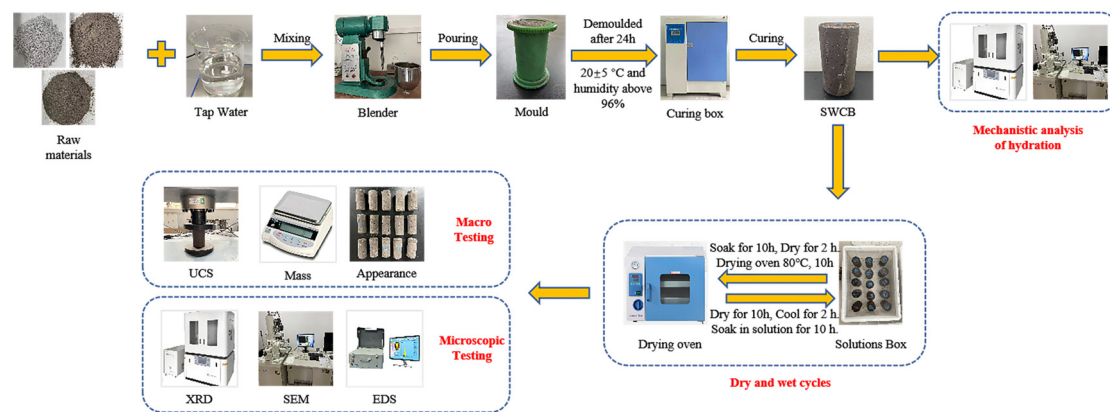 Mixing
Pouring
Demoulded
after 24h
20±5 °C and
humidity above
96%
Curing
Raw
materials
Tap Water
Blender
Mould
Curing box
SWCB
Mechanistic analysis
of hydration
UCS
Mass
Appearance
Macro
Testing
XRD
SEM
EDS
Microscopic
Testing
Soak for 10h, Dry for 2 h.
Drying oven 80°C, 10h
Dry for 10h, Cool for 2 h.
Soak in solution for 10 h.
Drying oven
Solutions Box
Dry and wet cycles